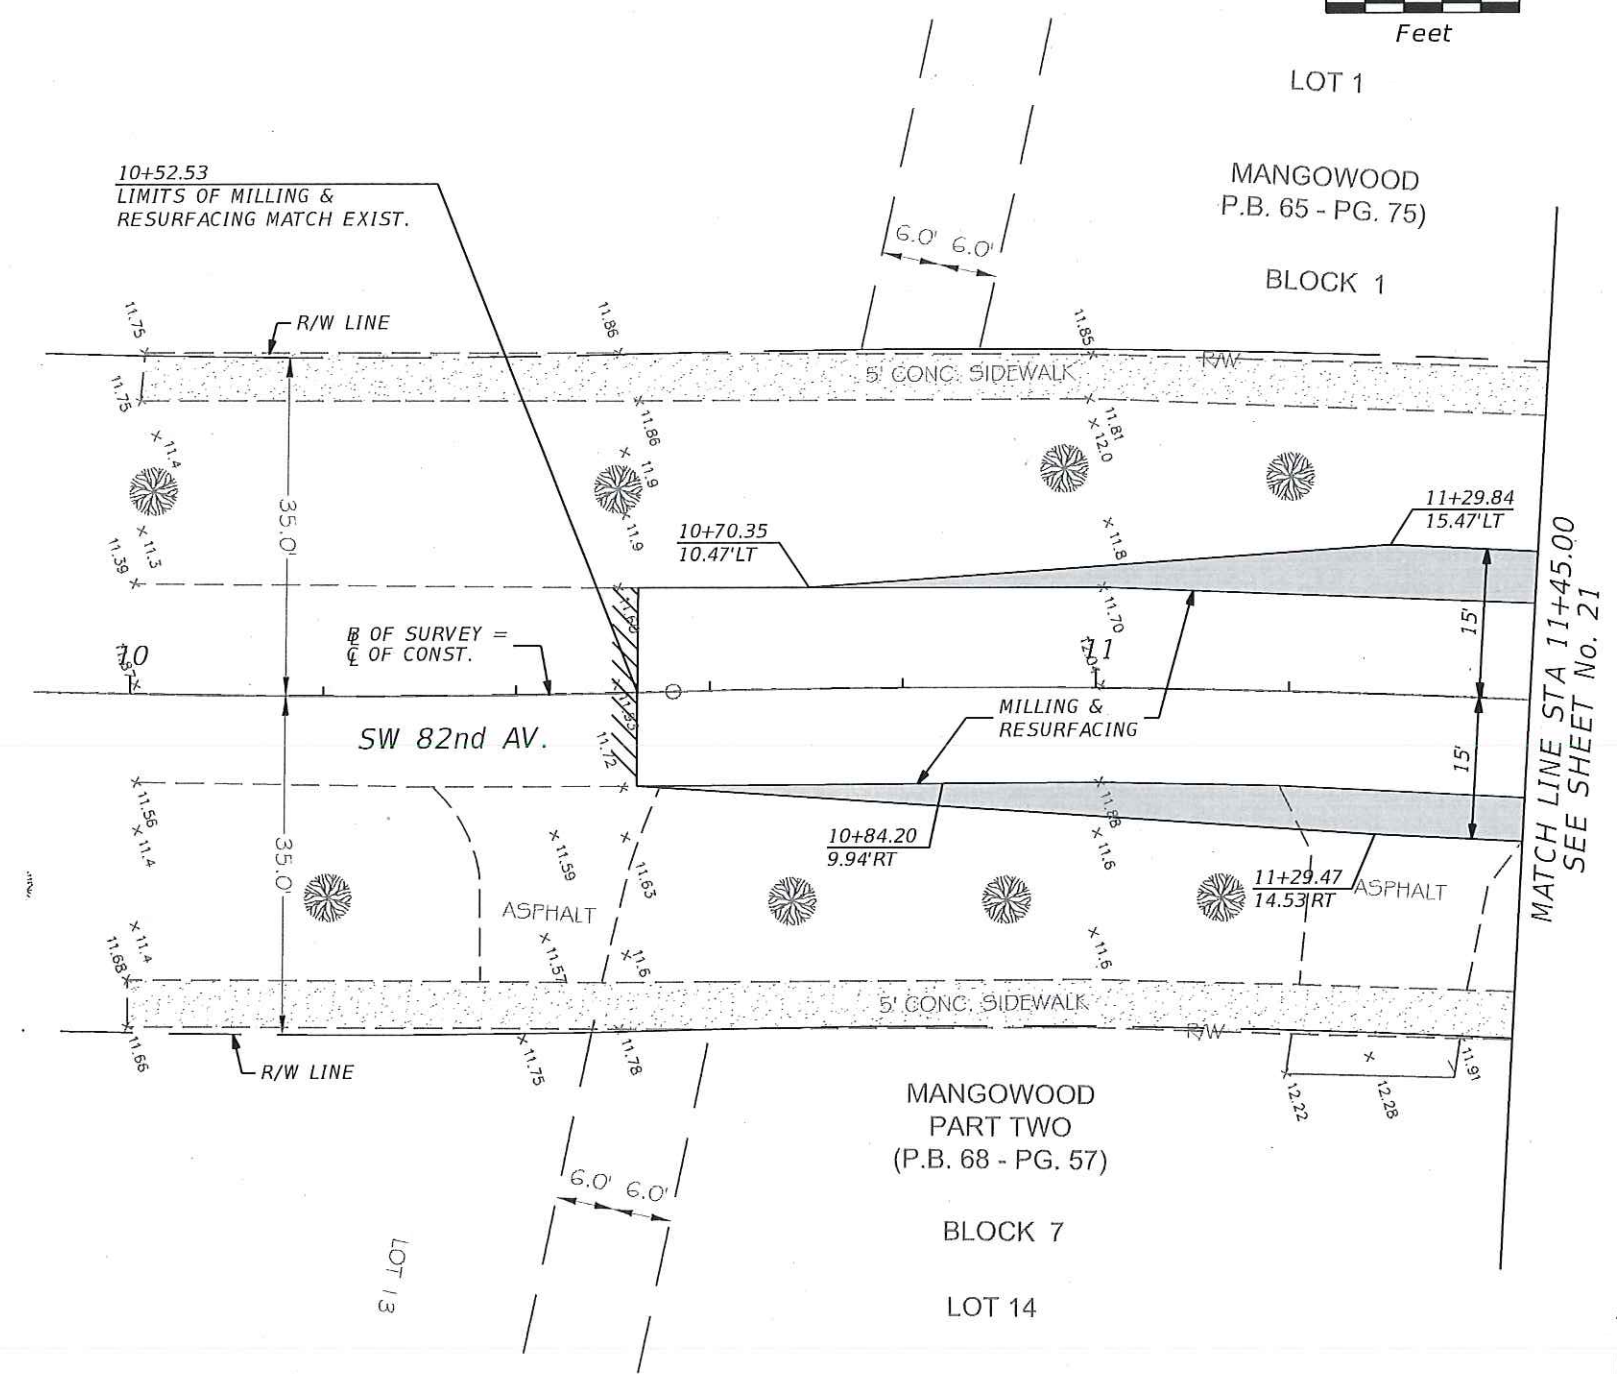 Feet
LOT 1
MANGOWOOD
P.B. 65 - PG. 75)
BLOCK 1
10+52.53
LIMITS OF MILLING &
RESURFACING MATCH EXIST.
6.0' 6.0'
11.75
R/W LINE
11.86
11.85
R/W
5' CONC. SIDEWALK
11.75
11.86
11.81
12.0
11.4
11.9
35.0'
11.9
11.8
10+70.35
10.47'LT
11+29.84
15.47'LT
11.39
11.3
11.70
15'
10
℄ OF CONST.
11
12.04
MILLING &
RESURFACING
SW 82nd AV.
11.72
15'
MATCH LINE STA 11+45.00
SEE SHEET No. 21
11.56
11.4
11.59
11.63
11.88
11.6
10+84.20
9.94'RT
11+29.47
14.53'RT
35.0'
ASPHALT
ASPHALT
11.68
11.4
11.57
11.6
11.6
5' CONC. SIDEWALK
R/W
11.66
R/W LINE
11.75
11.78
12.22
12.28
11.91
MANGOWOOD
PART TWO
(P.B. 68 - PG. 57)
6.0' 6.0'
BLOCK 7
LOT 13
LOT 14